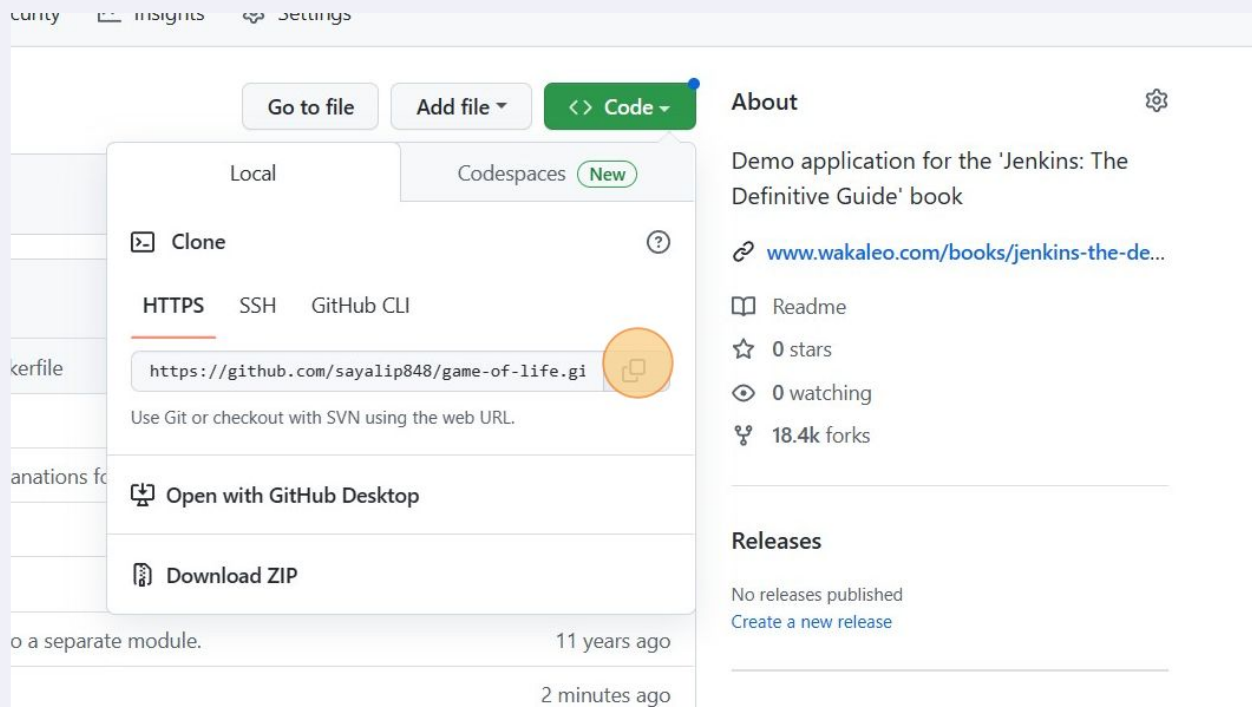 Insights Settings
Go to file Add file Code
Local Codespaces New
Clone
HTTPS SSH GitHub CLI
https://github.com/sayalip848/game-of-life.gi
Use Git or checkout with SVN using the web URL.
Open with GitHub Desktop
Download ZIP
kerfile
anations fo
o a separate module. 11 years ago
2 minutes ago
About
Demo application for the 'Jenkins: The
Definitive Guide' book
www.wakaleo.com/books/jenkins-the-de...
Readme
0 stars
0 watching
18.4k forks
Releases
No releases published
Create a new release